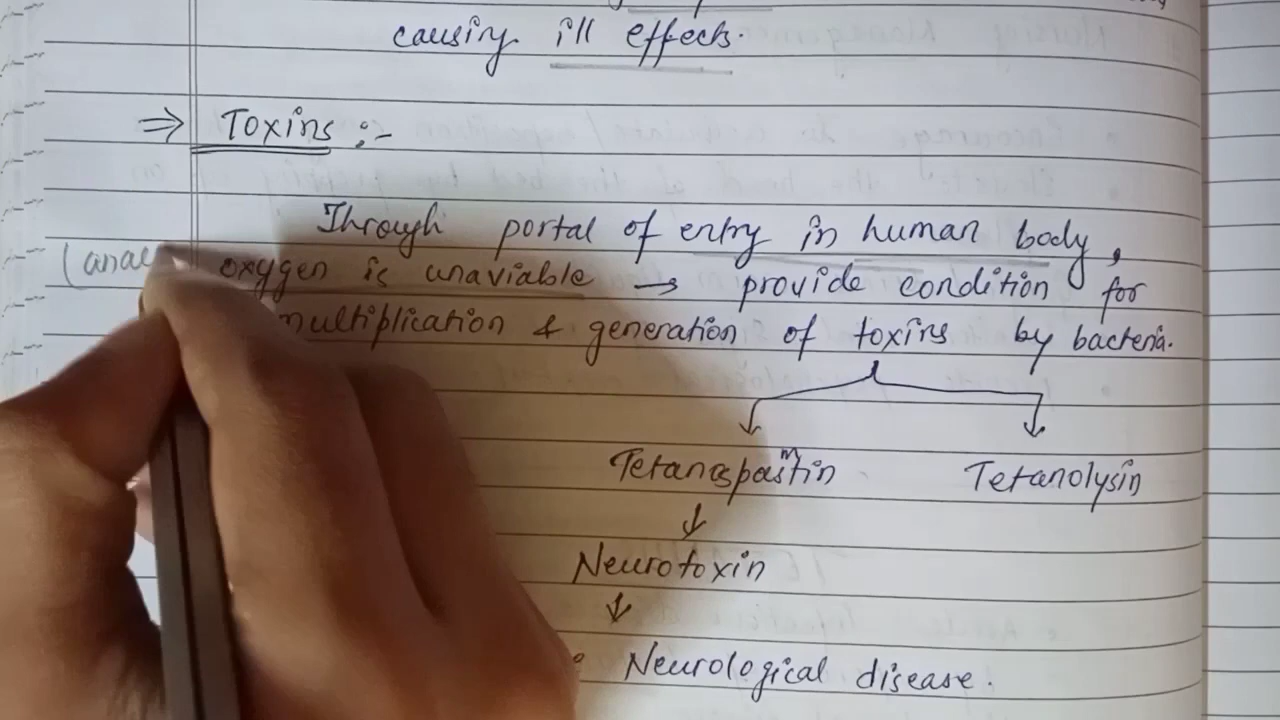 causing ill effects.
⇒ Toxins :-
Through portal of entry in human body,
(anae oxygen is unaviable → provide condition for
multiplication & generation of toxins by bacteria.
Tetanospasmin Tetanolysin
Neurotoxin
Neurological disease.